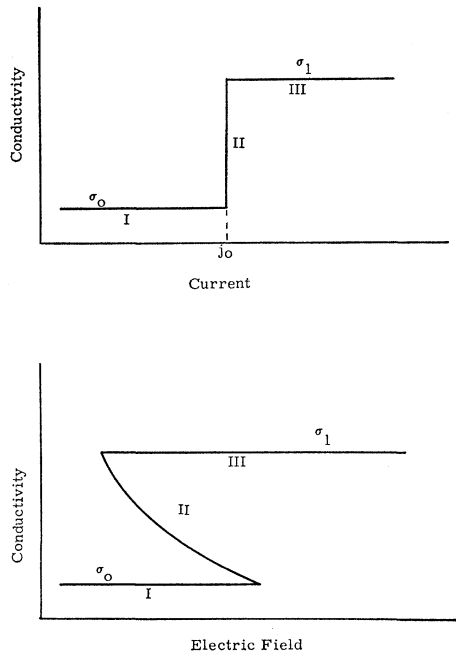 Conductivity
σ1
III
II
σo
I
jo
Current
Conductivity
σ1
III
II
σo
I
Electric Field